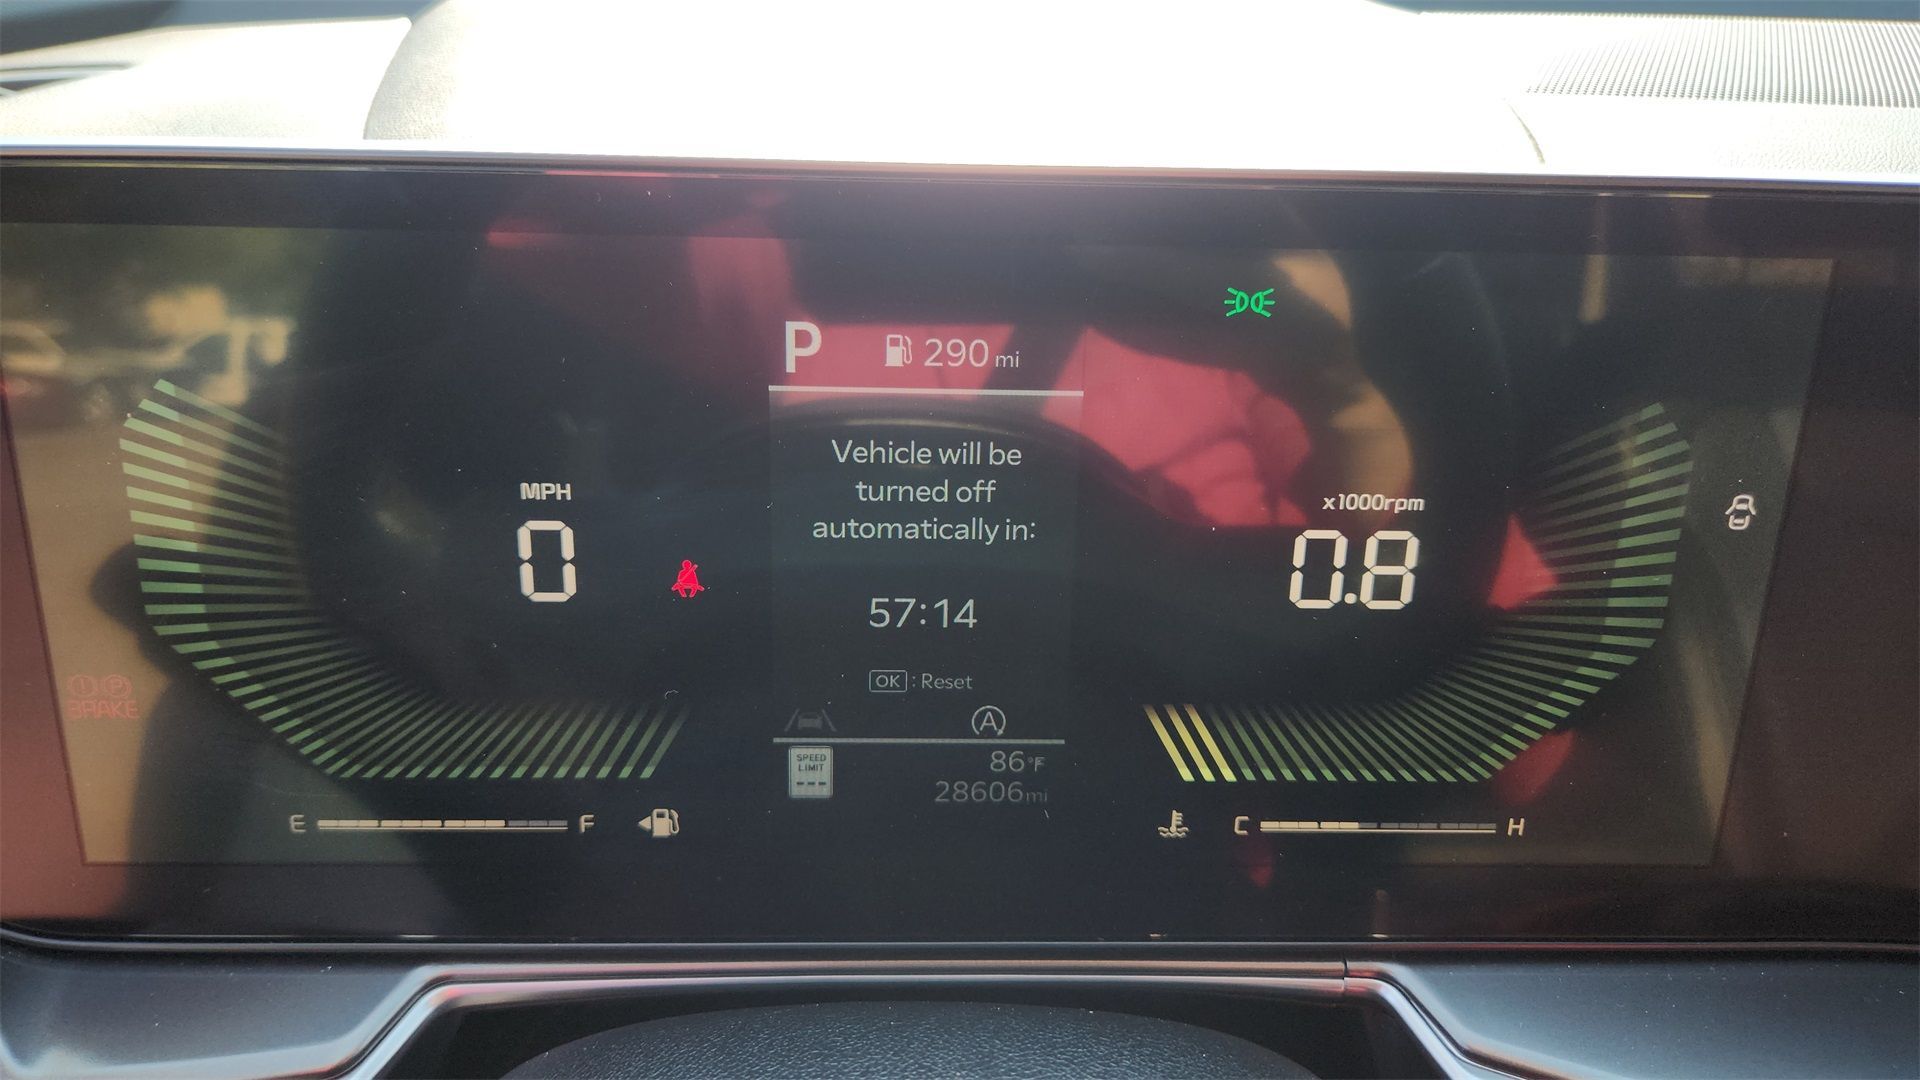 P 290 mi
Vehicle will be
turned off
automatically in:
MPH
0
x1000rpm
0.8
57:14
OK : Reset
BRAKE
A
SPEED
LIMIT
---
86°F
28606mi
E F
C H